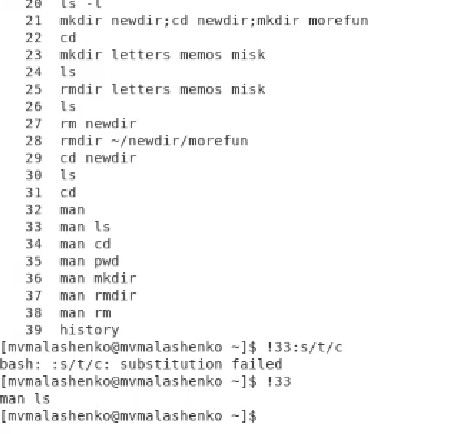 20 ls -l
21 mkdir newdir;cd newdir;mkdir morefun
22 cd
23 mkdir letters memos misk
24 ls
25 rmdir letters memos misk
26 ls
27 rm newdir
28 rmdir ~/newdir/morefun
29 cd newdir
30 ls
31 cd
32 man
33 man ls
34 man cd
35 man pwd
36 man mkdir
37 man rmdir
38 man rm
39 history
[mvmalashenko@mvmalashenko ~]$ !33:s/t/c
bash: :s/t/c: substitution failed
[mvmalashenko@mvmalashenko ~]$ !33
man ls
[mvmalashenko@mvmalashenko ~]$